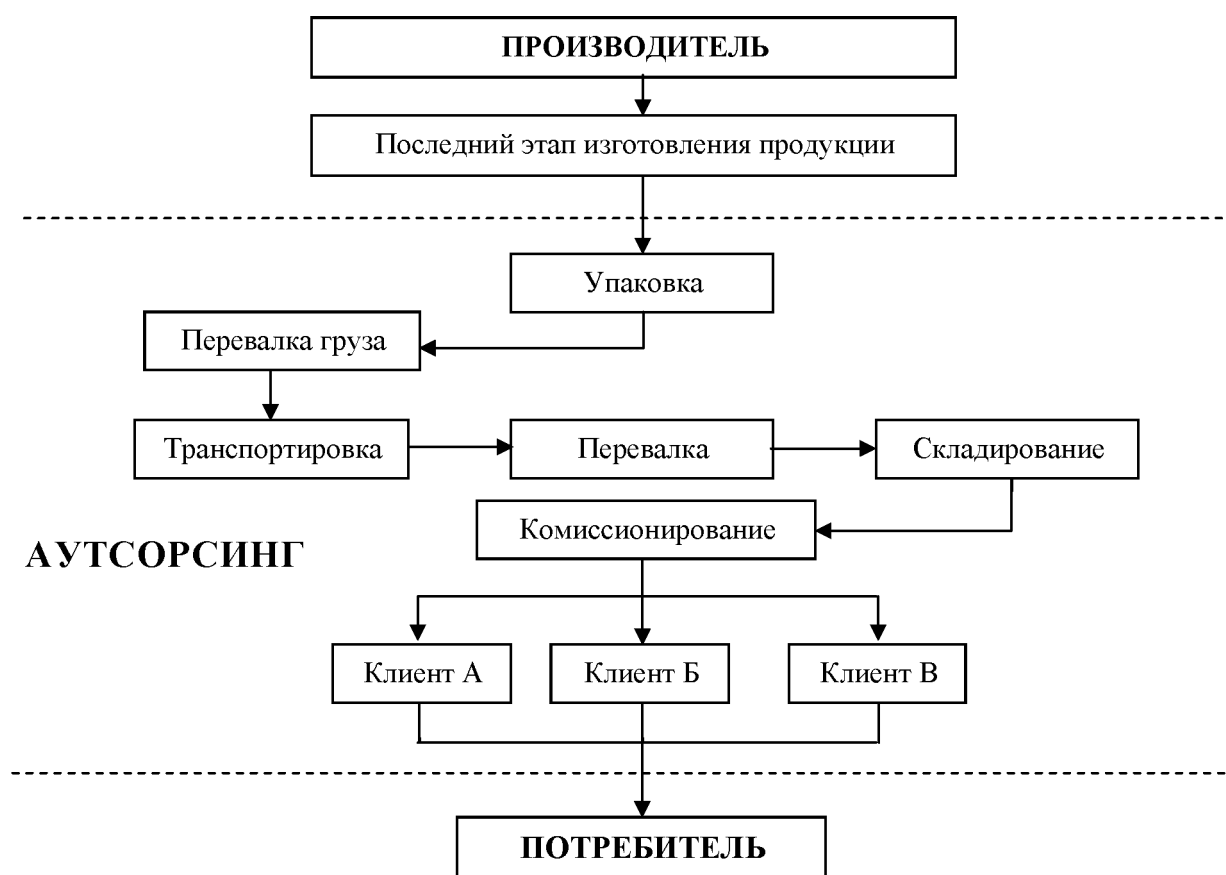 ПРОИЗВОДИТЕЛЬ
Последний этап изготовления продукции
Упаковка
Перевалка груза
Транспортировка
Перевалка
Складирование
Комиссионирование
АУТСОРСИНГ
Клиент А
Клиент Б
Клиент В
ПОТРЕБИТЕЛЬ